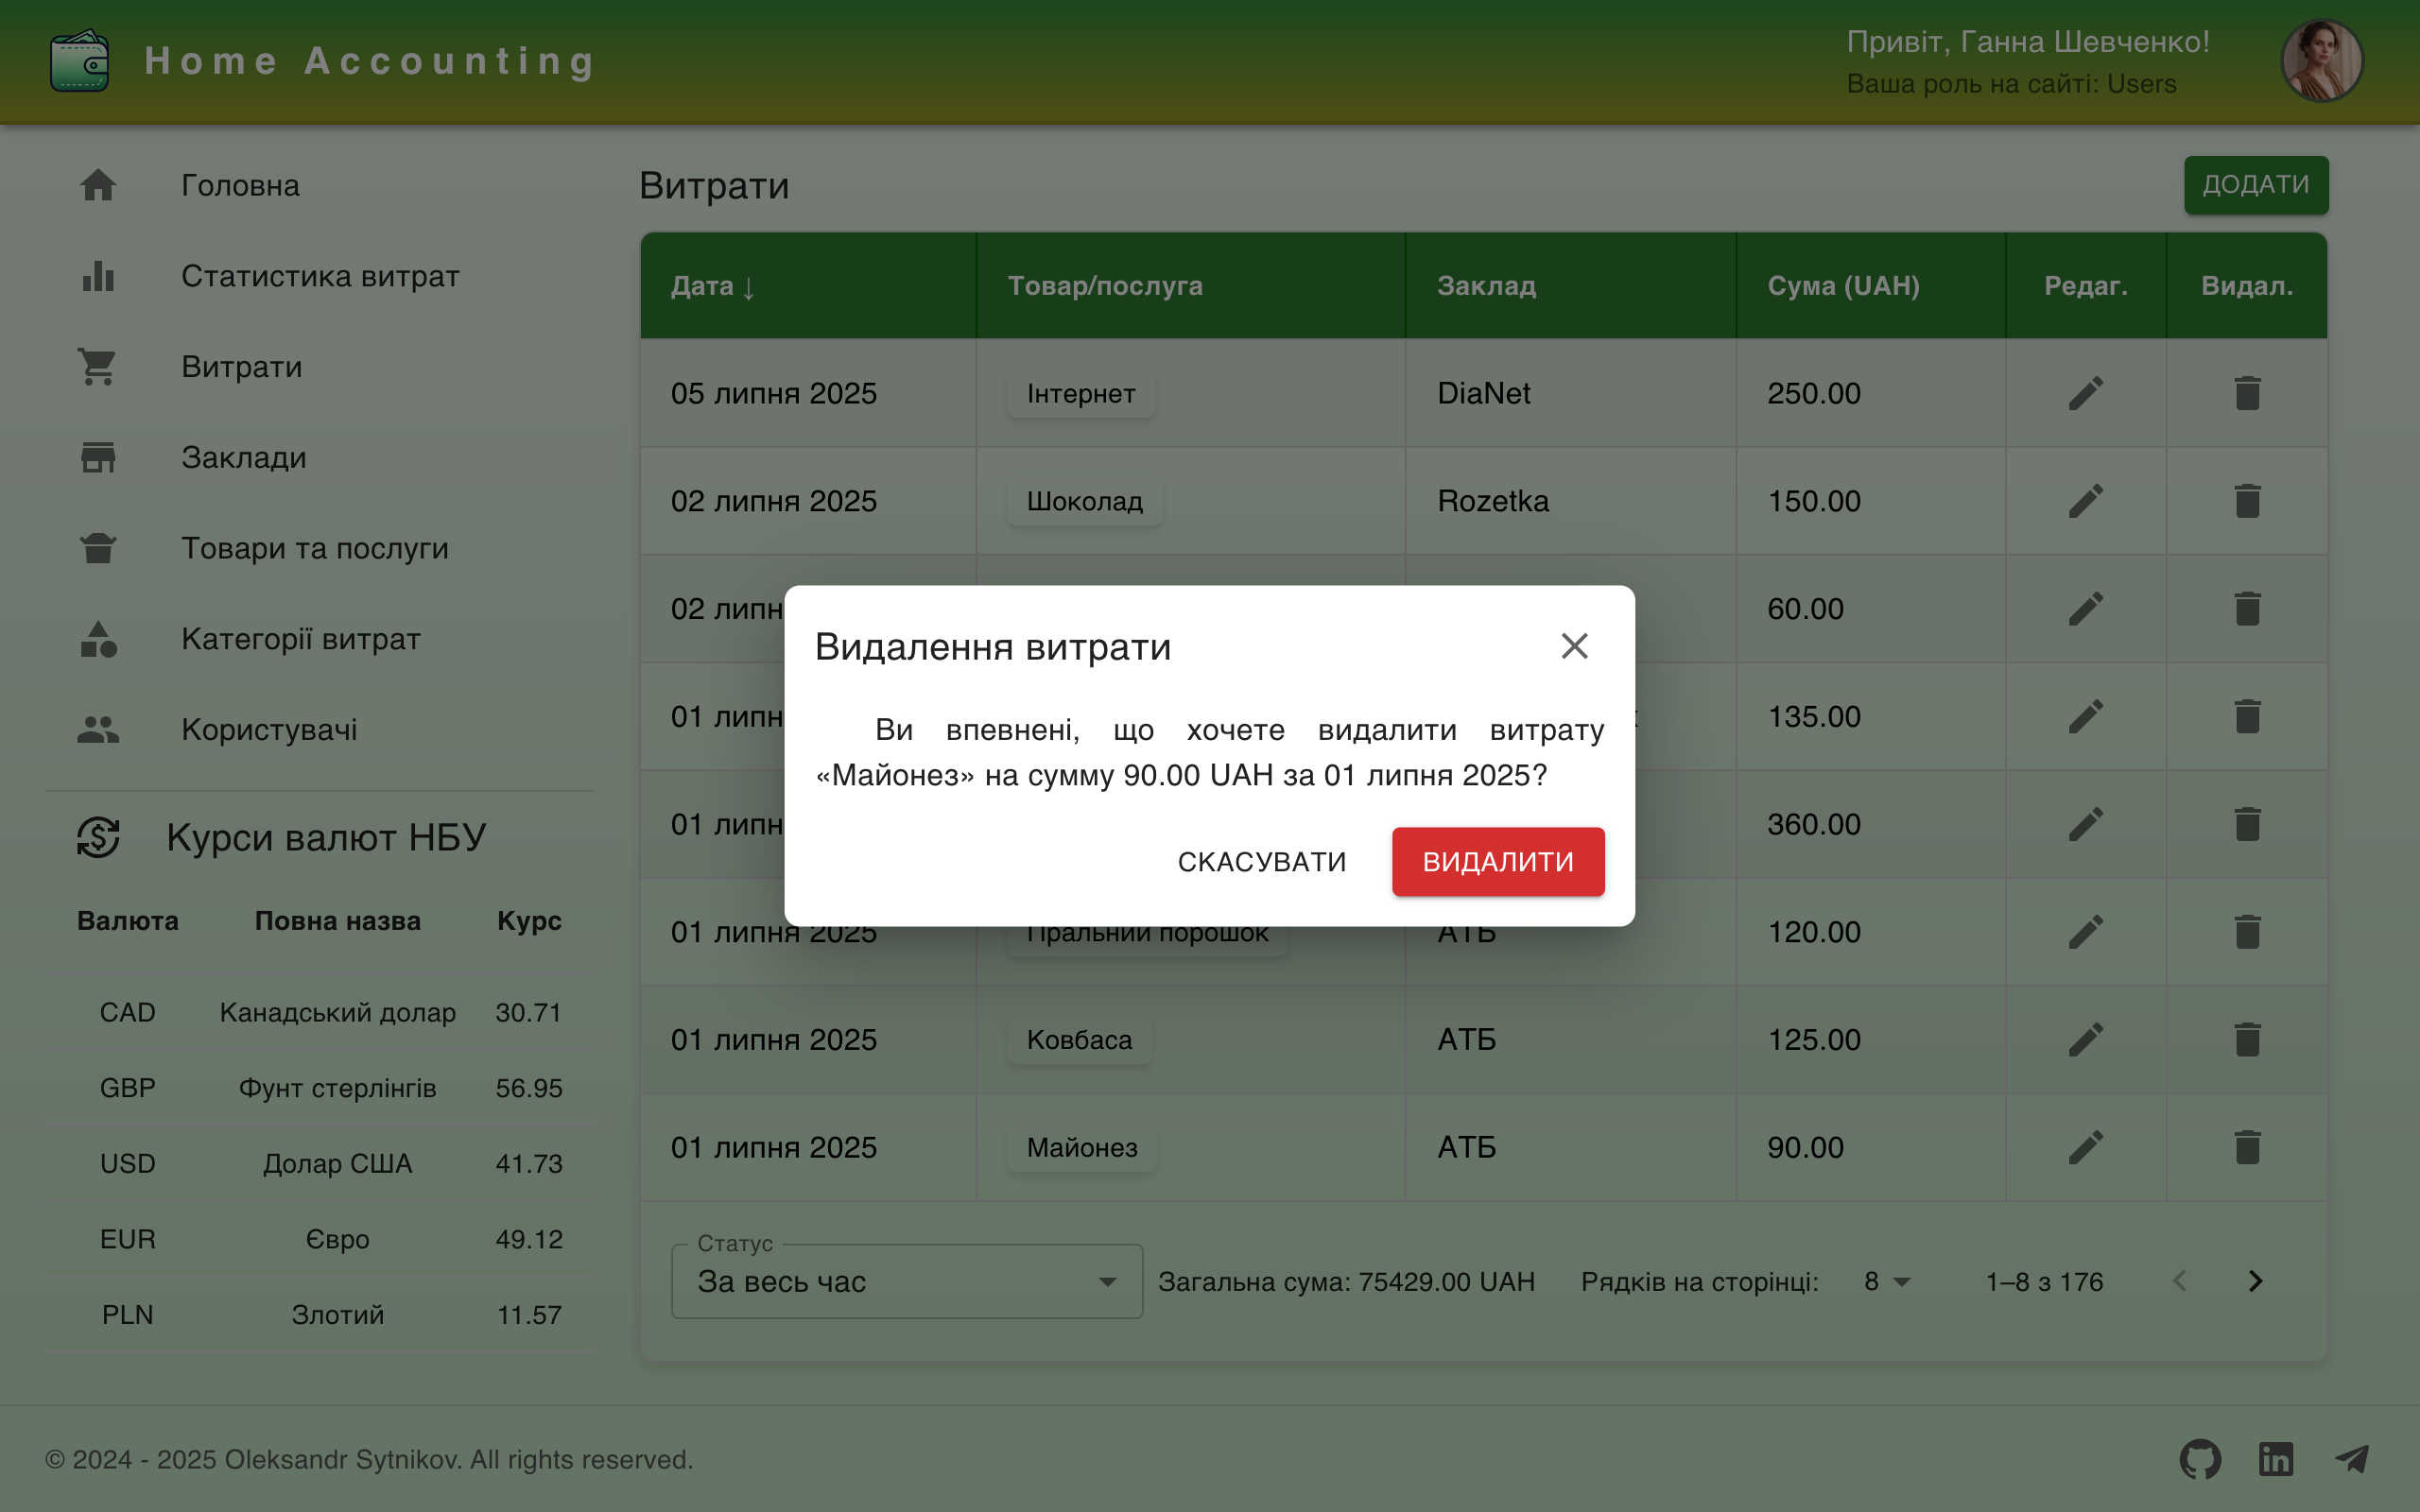 Home Accounting
Привіт, Ганна Шевченко!
Ваша роль на сайті: Users
Головна
Статистика витрат
Витрати
Заклади
Товари та послуги
Категорії витрат
Користувачі
Курси валют НБУ
Валюта Повна назва Курс
CAD Канадський долар 30.71
GBP Фунт стерлінгів 56.95
USD Долар США 41.73
EUR Євро 49.12
PLN Злотий 11.57
Витрати
ДОДАТИ
Дата ↓ Товар/послуга Заклад Сума (UAH) Редаг. Видал.
05 липня 2025 Інтернет DiaNet 250.00
02 липня 2025 Шоколад Rozetka 150.00
02 60.00
01 135.00
01 360.00
01 липня 2025 Пральний порошок АТБ 120.00
01 липня 2025 Ковбаса АТБ 125.00
01 липня 2025 Майонез АТБ 90.00
Видалення витрати
Ви впевнені, що хочете видалити витрату
«Майонез» на сумму 90.00 UAH за 01 липня 2025?
СКАСУВАТИ ВИДАЛИТИ
Статус
За весь час
Загальна сума: 75429.00 UAH
Рядків на сторінці: 8
1–8 з 176
© 2024 - 2025 Oleksandr Sytnikov. All rights reserved.